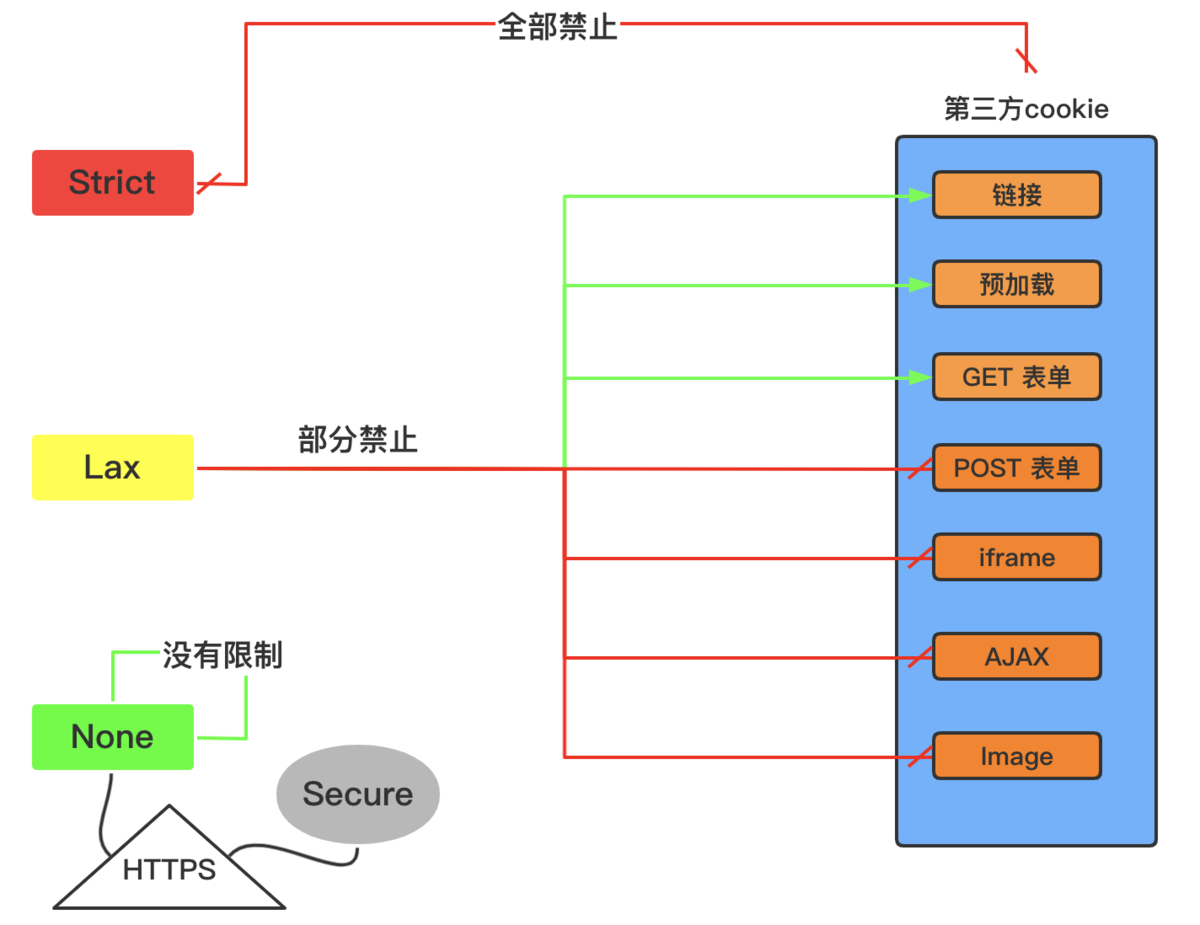 全部禁止
第三方cookie
Strict
链接
预加载
GET 表单
部分禁止
Lax
POST 表单
iframe
没有限制
AJAX
None
Image
Secure
HTTPS